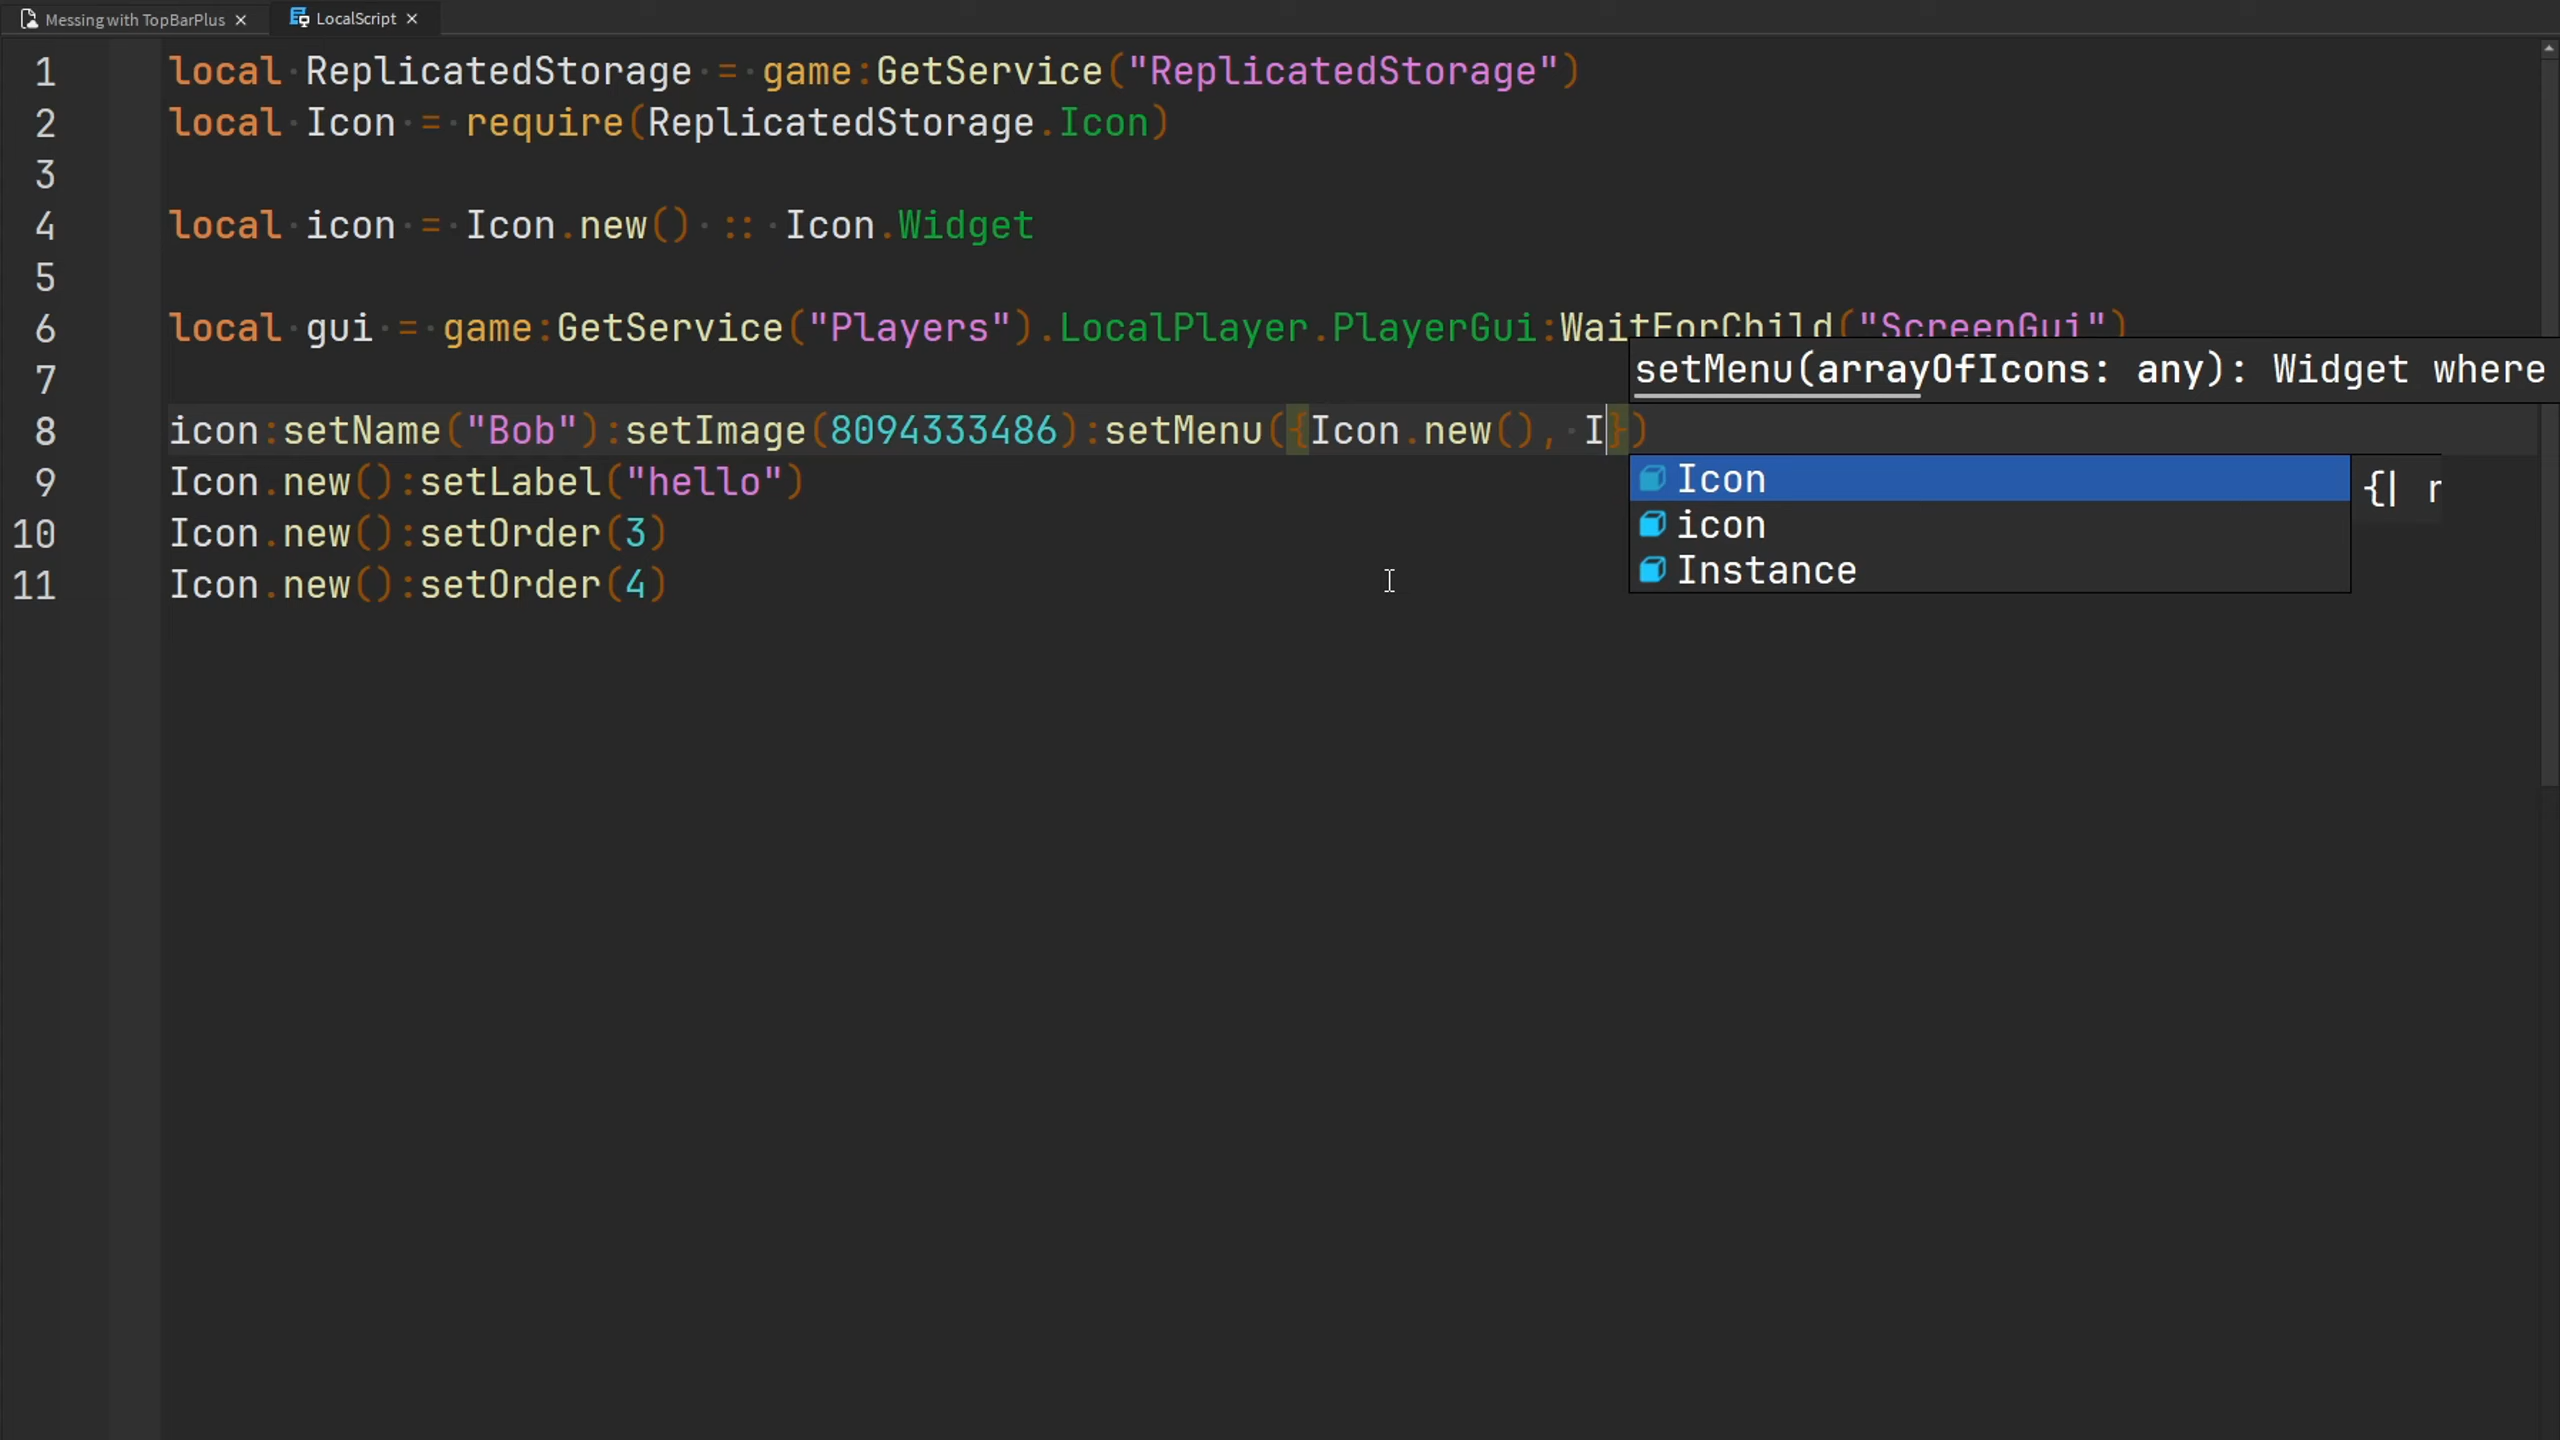 Messing with TopBarPlus × LocalScript ×
1 local ReplicatedStorage = game:GetService("ReplicatedStorage")
2 local Icon = require(ReplicatedStorage.Icon)
3
4 local icon = Icon.new() :: Icon.Widget
5
6 local gui = game:GetService("Players").LocalPlayer.PlayerGui:WaitForChild("ScreenGui")
setMenu(arrayOfIcons: any): Widget where
7
8 icon:setName("Bob"):setImage(8094333486):setMenu({Icon.new(), I})
9 Icon.new():setLabel("hello")
Icon {| r
icon
Instance
10 Icon.new():setOrder(3)
11 Icon.new():setOrder(4)